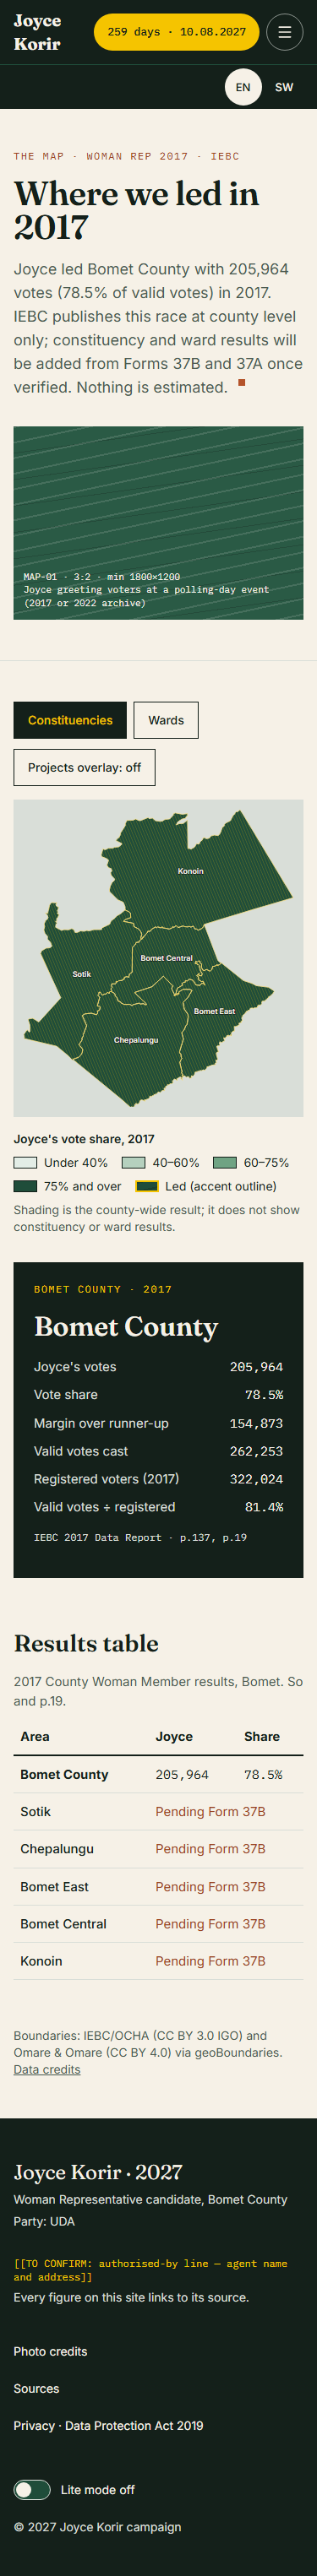 Joyce
Korir
259 days · 10.08.2027
EN
SW
THE MAP · WOMAN REP 2017 · IEBC
Where we led in
2017
Joyce led Bomet County with 205,964
votes (78.5% of valid votes) in 2017.
IEBC publishes this race at county level
only; constituency and ward results will
be added from Forms 37B and 37A once
verified. Nothing is estimated.
MAP-01 · 3:2 · min 1800×1200
Joyce greeting voters at a polling-day event
(2017 or 2022 archive)
Constituencies
Wards
Projects overlay: off
Konoin
Bomet Central
Sotik
Bomet East
Chepalungu
Joyce's vote share, 2017
Under 40%
40–60%
60–75%
75% and over
Led (accent outline)
Shading is the county-wide result; it does not show
constituency or ward results.
BOMET COUNTY · 2017
Bomet County
Joyce's votes 205,964
Vote share 78.5%
Margin over runner-up 154,873
Valid votes cast 262,253
Registered voters (2017) 322,024
Valid votes ÷ registered 81.4%
IEBC 2017 Data Report · p.137, p.19
Results table
2017 County Woman Member results, Bomet. So
and p.19.
Area Joyce Share
Bomet County 205,964 78.5%
Sotik Pending Form 37B
Chepalungu Pending Form 37B
Bomet East Pending Form 37B
Bomet Central Pending Form 37B
Konoin Pending Form 37B
Boundaries: IEBC/OCHA (CC BY 3.0 IGO) and
Omare & Omare (CC BY 4.0) via geoBoundaries.
Data credits
Joyce Korir · 2027
Woman Representative candidate, Bomet County
Party: UDA
[[TO CONFIRM: authorised-by line — agent name
and address]]
Every figure on this site links to its source.
Photo credits
Sources
Privacy · Data Protection Act 2019
Lite mode off
© 2027 Joyce Korir campaign